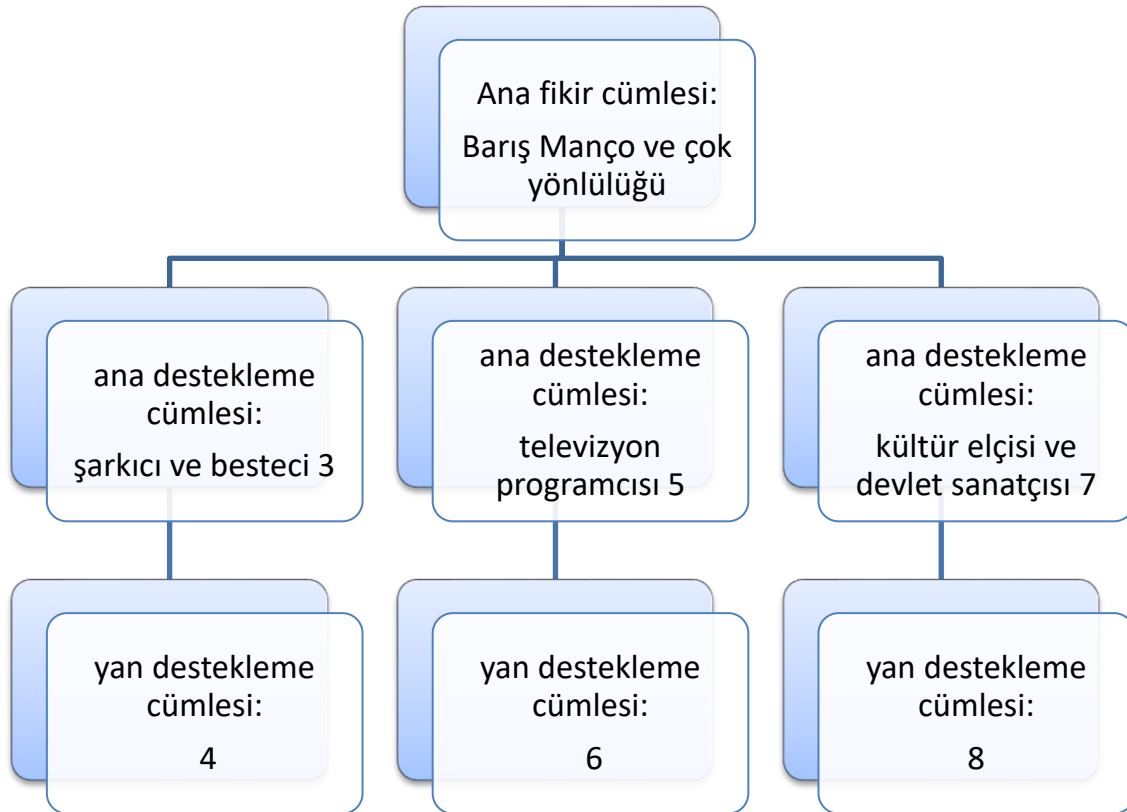 Ana fikir cümlesi:
Barış Manço ve çok
yönlülüğü
ana destekleme
cümlesi:
şarkıcı ve besteci 3
ana destekleme
cümlesi:
televizyon
programcısı 5
ana destekleme
cümlesi:
kültür elçisi ve
devlet sanatçısı 7
yan destekleme
cümlesi:
4
yan destekleme
cümlesi:
6
yan destekleme
cümlesi:
8